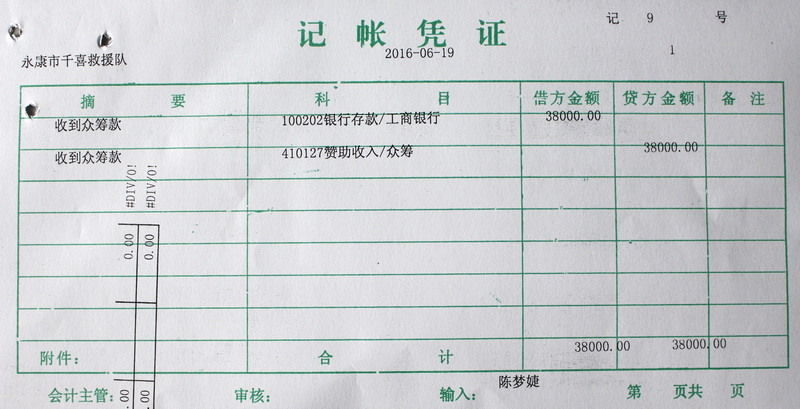 记 9 号
记帐凭证
永康市千喜救援队 2016-06-19 1
摘要 科目 借方金额 贷方金额 备注
收到众筹款 100202银行存款/工商银行 38000.00
收到众筹款 410127赞助收入/众筹 38000.00
#DIV/0!
#DIV/0!
0.00
0.00
附件: 合计 38000.00 38000.00
会计主管: 审核: 输入: 陈梦婕 第 页共 页
.00
.00